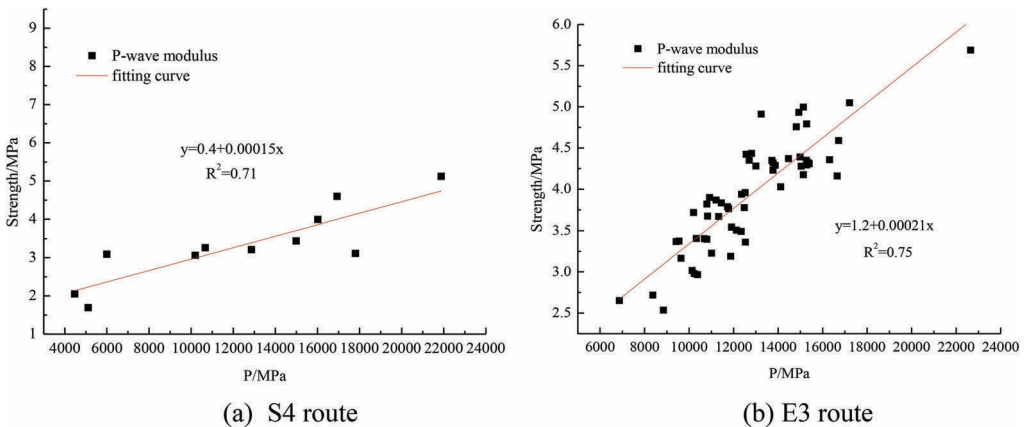 9
8
7
6
5
4
3
2
1
Strength/MPa
P-wave modulus
fitting curve
y=0.4+0.00015x
R²=0.71
4000 6000 8000 10000 12000 14000 16000 18000 20000 22000 24000
P/MPa
(a) S4 route
6.0
5.5
5.0
4.5
4.0
3.5
3.0
2.5
Strength/MPa
P-wave modulus
fitting curve
y=1.2+0.00021x
R²=0.75
6000 8000 10000 12000 14000 16000 18000 20000 22000 24000
P/MPa
(b) E3 route